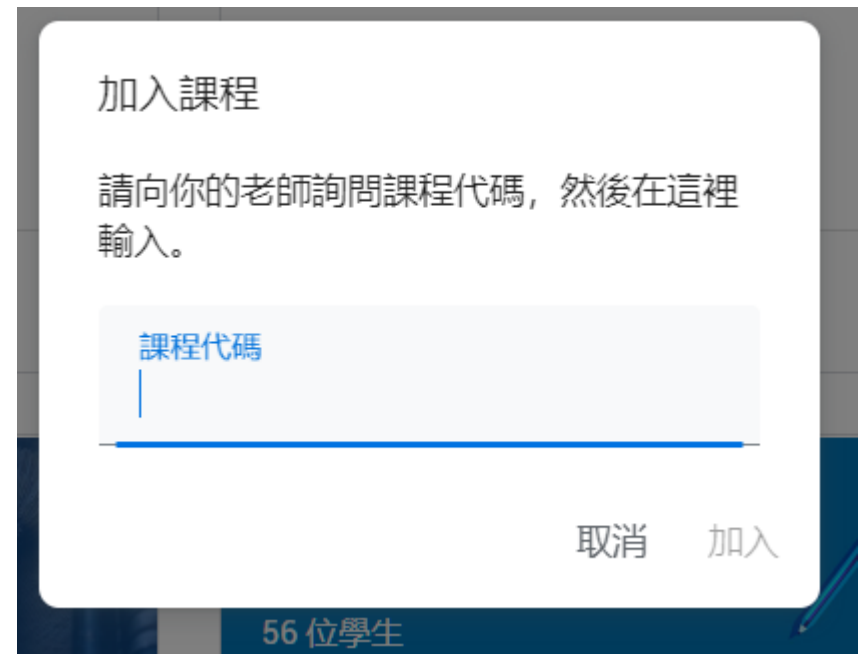 加入課程
請向你的老師詢問課程代碼，然後在這裡
輸入。
課程代碼
取消 加入
56 位學生